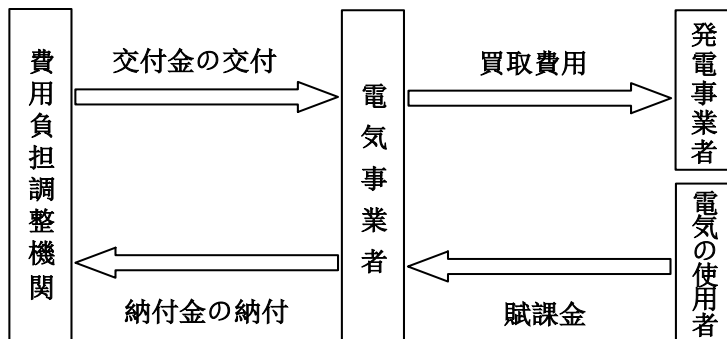 費用負担調整機関
交付金の交付
納付金の納付
電気事業者
買取費用
賦課金
発電事業者
電気の使用者